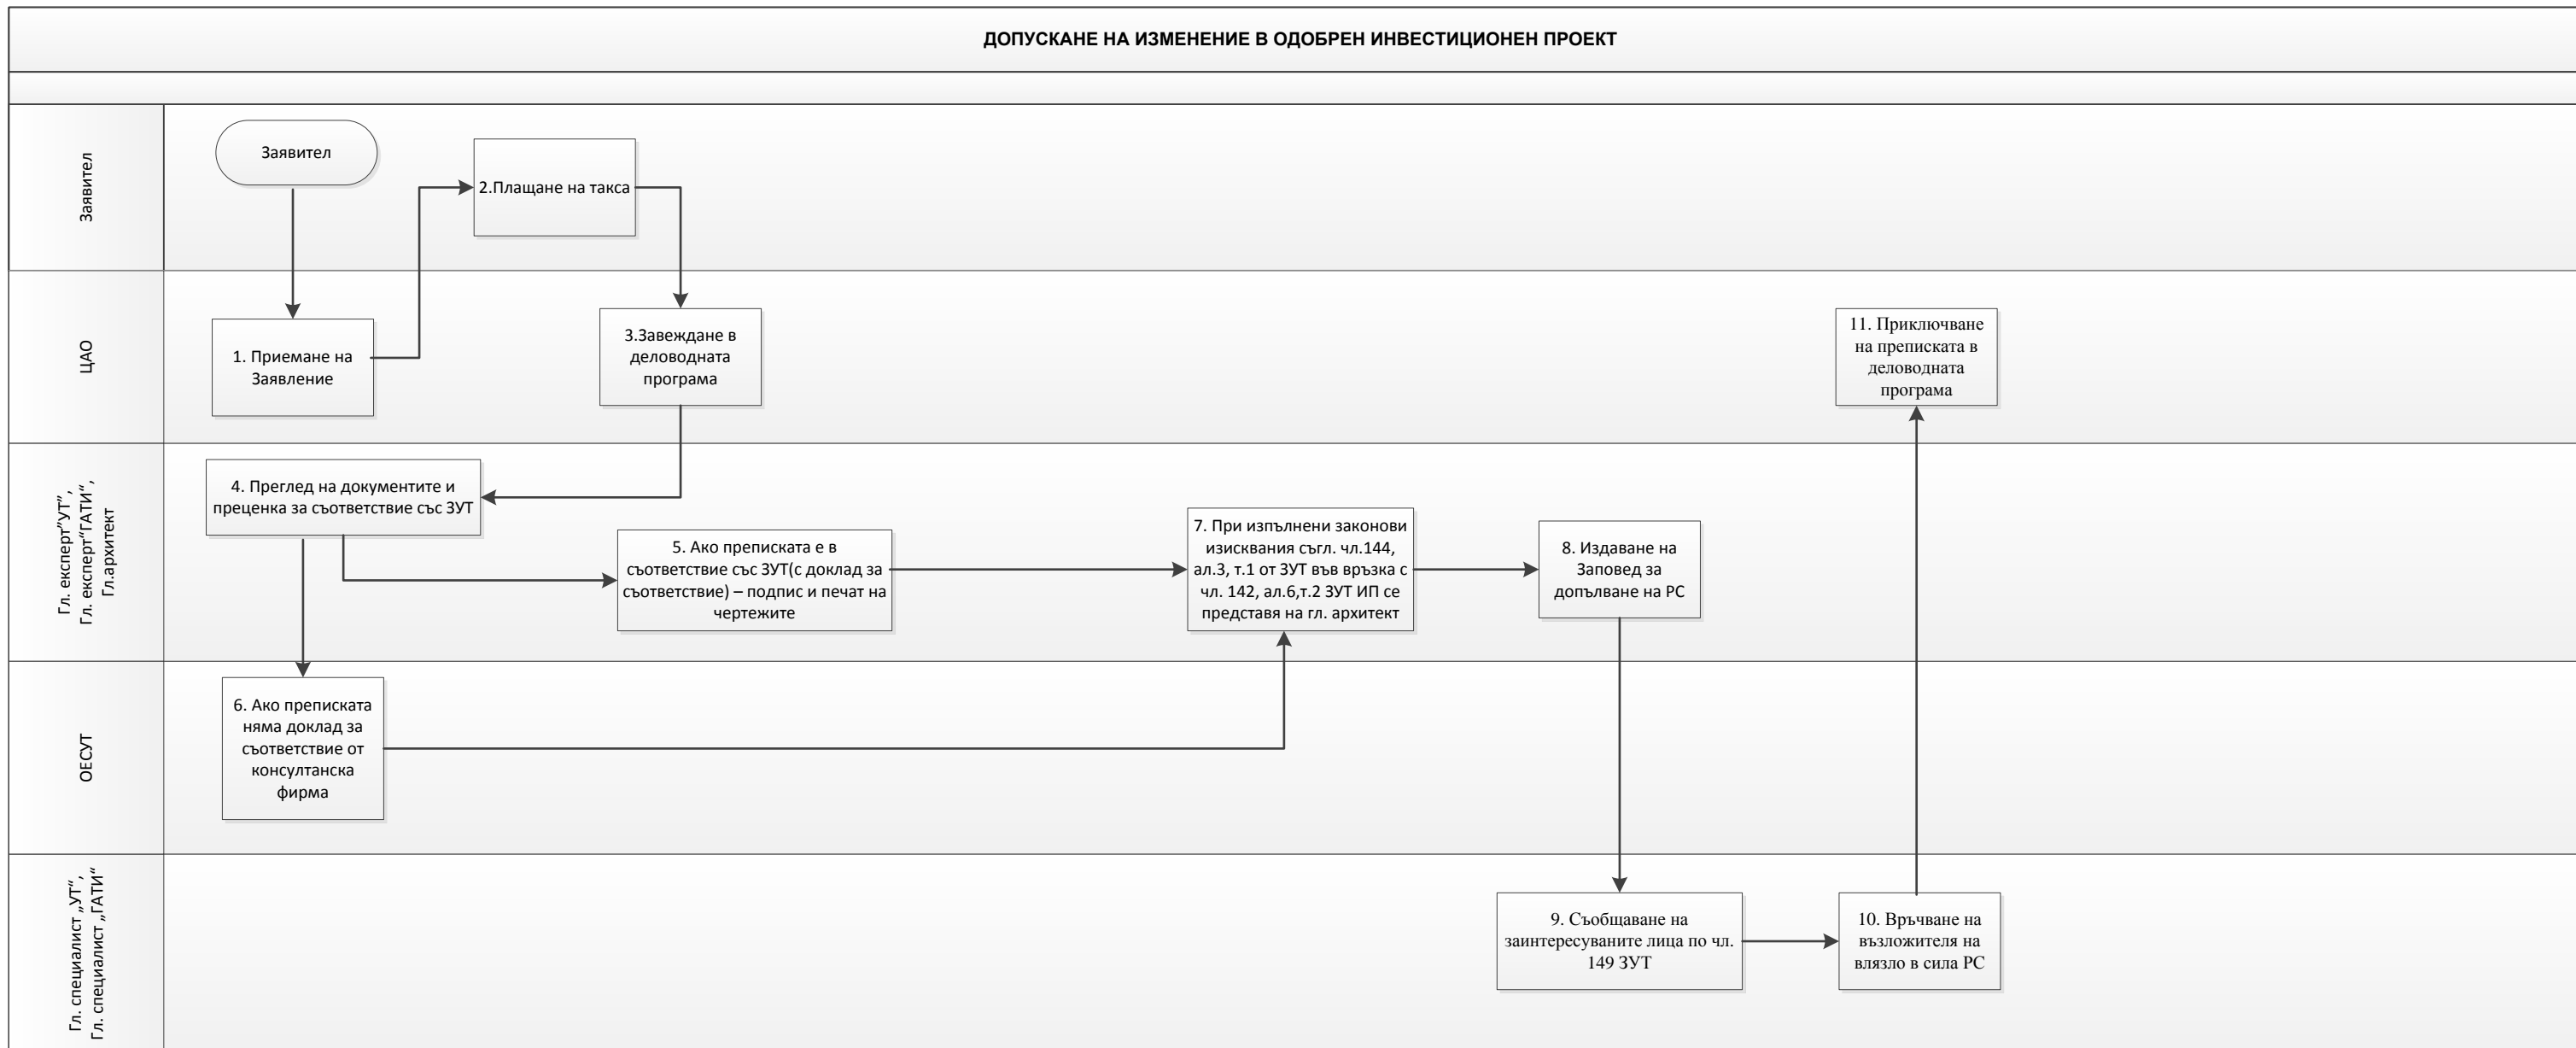 ДОПУСКАНЕ НА ИЗМЕНЕНИЕ В ОДОБРЕН ИНВЕСТИЦИОНЕН ПРОЕКТ
Заявител
Заявител
2.Плащане на такса
ЦАО
1. Приемане на
Заявление
3.Завеждане в
деловодната
програма
11. Приключване
на преписката в
деловодната
програма
Гл. експерт"УТ",
Гл. експерт"ГАТИ“,
Гл.архитект
4. Преглед на документите и
преценка за съответствие със ЗУТ
5. Ако преписката е в
съответствие със ЗУТ(с доклад за
съответствие) – подпис и печат на
чертежите
7. При изпълнени законови
изисквания съгл. чл.144,
ал.3, т.1 от ЗУТ във връзка с
чл. 142, ал.6,т.2 ЗУТ ИП се
представя на гл. архитект
8. Издаване на
Заповед за
допълване на РС
ОЕСУТ
6. Ако преписката
няма доклад за
съответствие от
консултанска
фирма
Гл. специалист „УТ“,
Гл. специалист „ГАТИ“
9. Съобщаване на
заинтересуваните лица по чл.
149 ЗУТ
10. Връчване на
възложителя на
влязло в сила РС